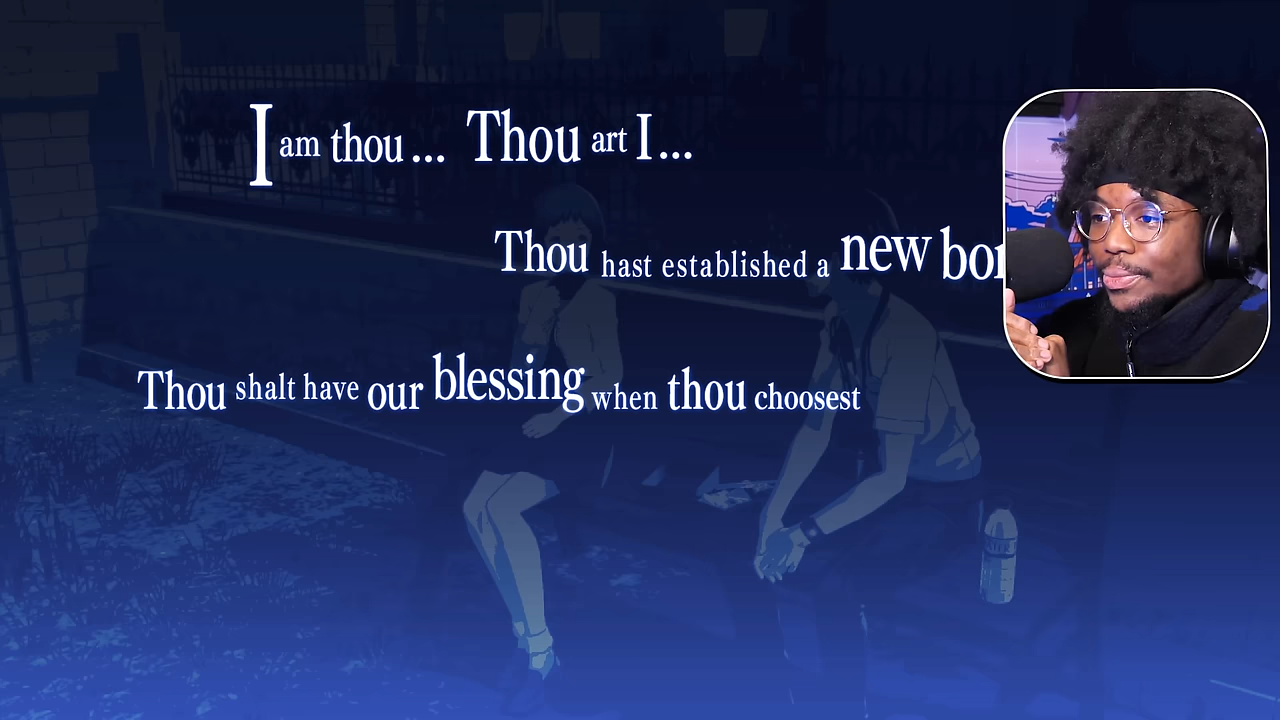 I am thou... Thou art I...
Thou hast established a new
Thou shalt have our blessing when thou choosest